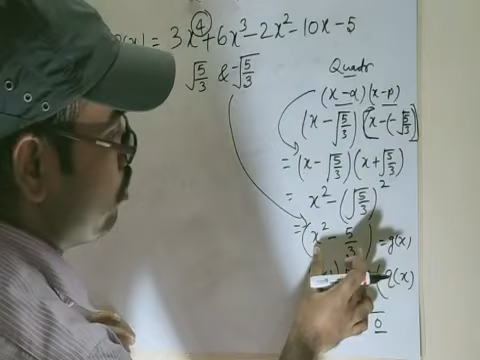 (x) = 3x⁴ + 6x³ - 2x² - 10x - 5
√5/3 & -√5/3
Quadr
(x - α)(x - β)
(x - √5/3)[x - (-√5/3)]
= (x - √5/3)(x + √5/3)
= x² - (√5/3)²
= (x² - 5/3) = g(x)
q(x)
0